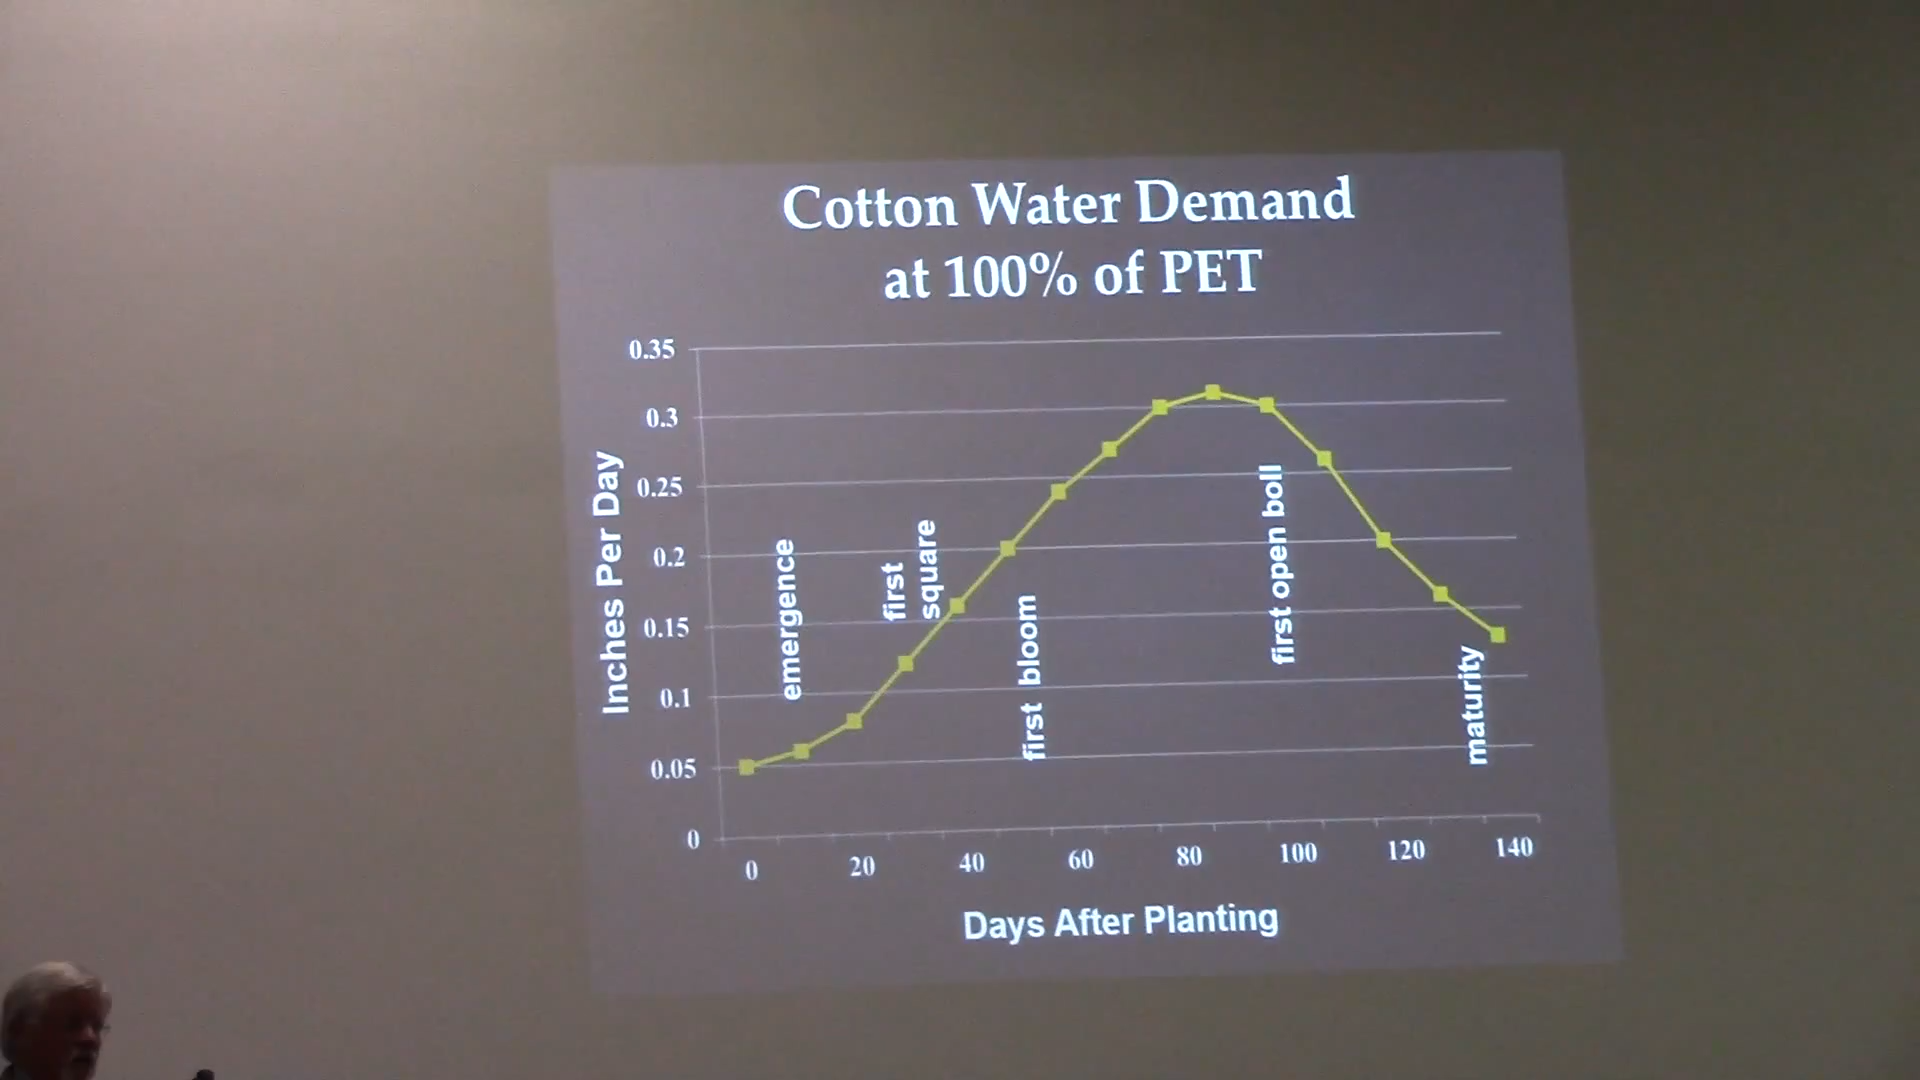 Cotton Water Demand
at 100% of PET
0.35
0.3
0.25
0.2
0.15
0.1
0.05
0
Inches Per Day
emergence
first
square
first bloom
first open boll
maturity
0 20 40 60 80 100 120 140
Days After Planting